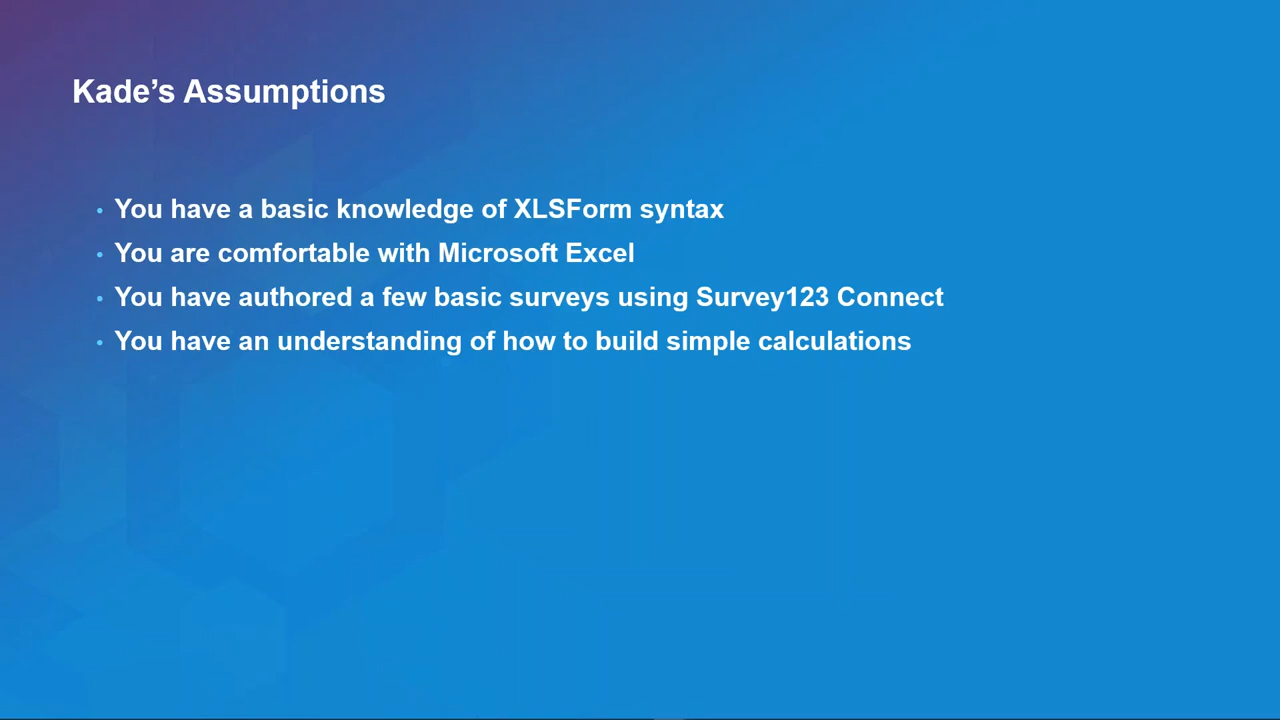 Kade’s Assumptions
• You have a basic knowledge of XLSForm syntax
• You are comfortable with Microsoft Excel
• You have authored a few basic surveys using Survey123 Connect
• You have an understanding of how to build simple calculations